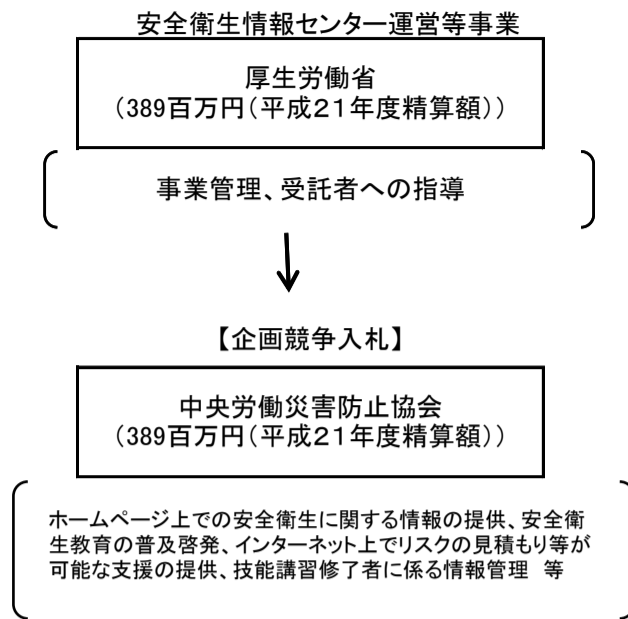 安全衛生情報センター運営等事業
厚生労働省
(389百万円(平成21年度精算額))
事業管理、受託者への指導
【企画競争入札】
中央労働災害防止協会
(389百万円(平成21年度精算額))
ホームページ上での安全衛生に関する情報の提供、安全衛
生教育の普及啓発、インターネット上でリスクの見積もり等が
可能な支援の提供、技能講習修了者に係る情報管理　等